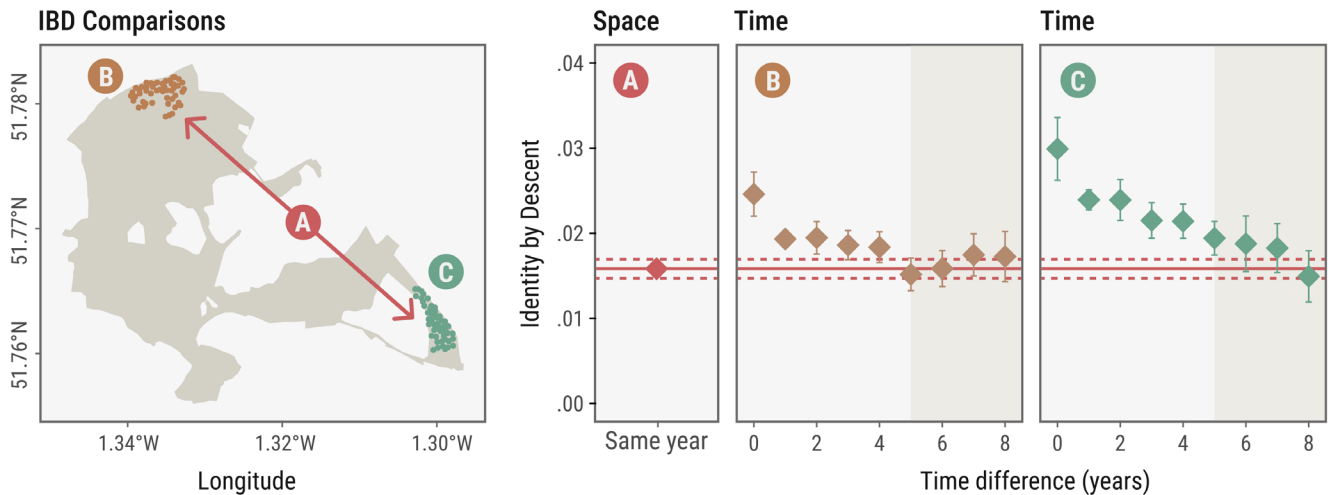 IBD Comparisons
Space
Time
Time
B
A
C
51.78°N
51.77°N
51.76°N
1.34°W
1.32°W
1.30°W
Longitude
Identity by Descent
.04
.03
.02
.01
.00
A
B
C
Same year
0 2 4 6 8
0 2 4 6 8
Time difference (years)